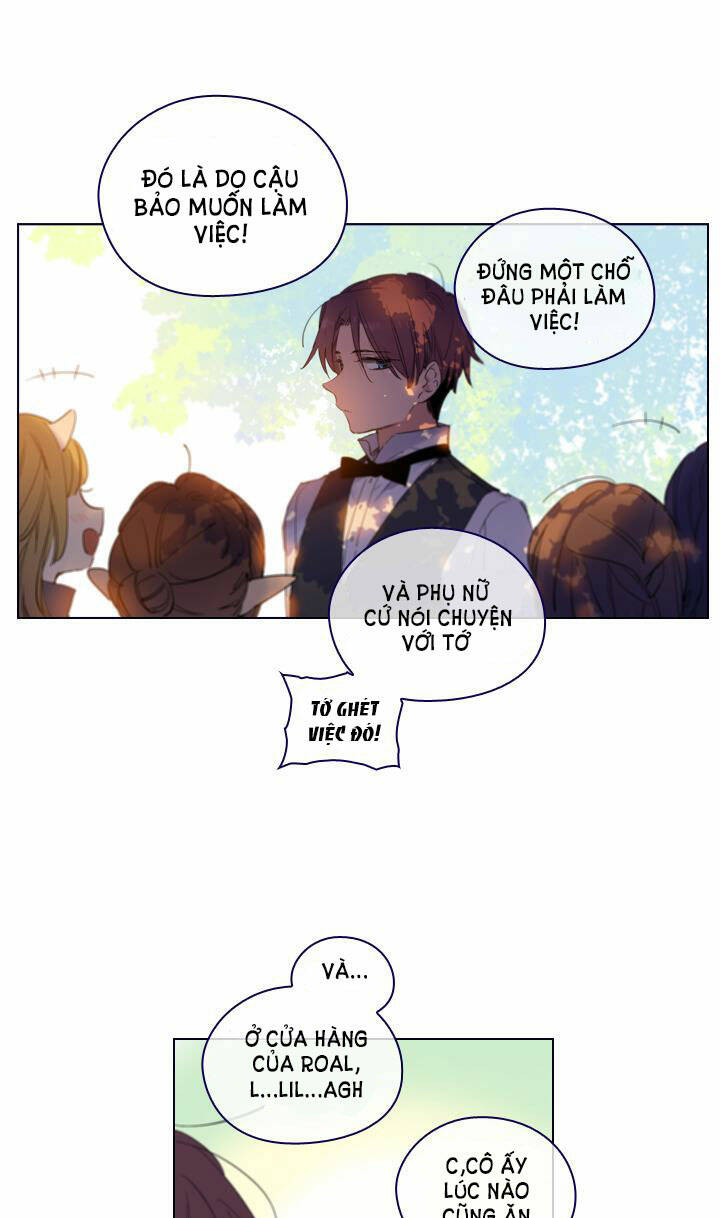 ĐÓ LÀ DO CẬU
BẢO MUỐN LÀM
VIỆC!
ĐỨNG MỘT CHỖ
ĐÂU PHẢI LÀM
VIỆC!
VÀ PHỤ NỮ
CỨ NÓI CHUYỆN
VỚI TỚ
TỚ GHÉT
VIỆC ĐÓ!
VÀ...
Ở CỬA HÀNG
CỦA ROAL,
L...LIL...AGH
C,CÔ ẤY
LÚC NÀO
CŨNG ĂN